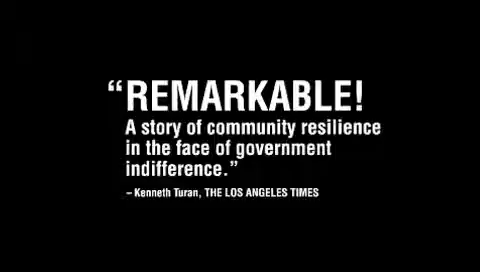 “REMARKABLE!
A story of community resilience
in the face of government
indifference.”
– Kenneth Turan, THE LOS ANGELES TIMES